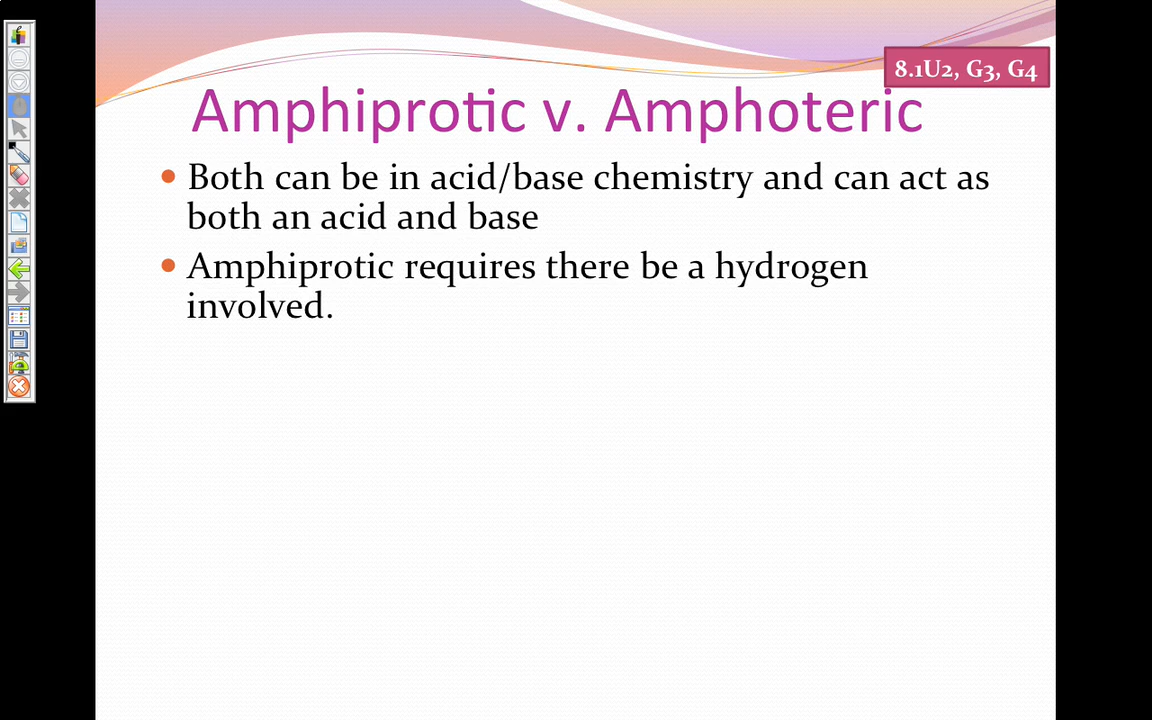 8.1U2, G3, G4
Amphiprotic v. Amphoteric
Both can be in acid/base chemistry and can act as
both an acid and base
Amphiprotic requires there be a hydrogen
involved.